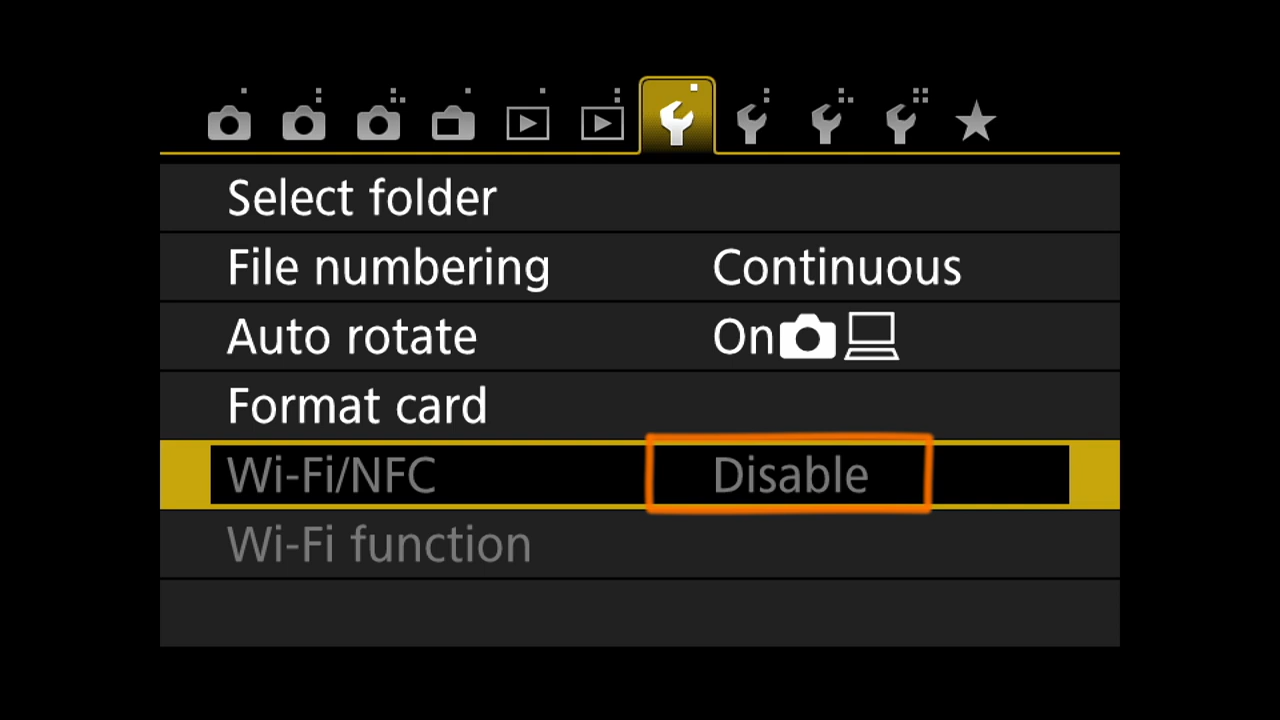 Select folder
File numbering Continuous
Auto rotate On
Format card
Wi-Fi/NFC Disable
Wi-Fi function